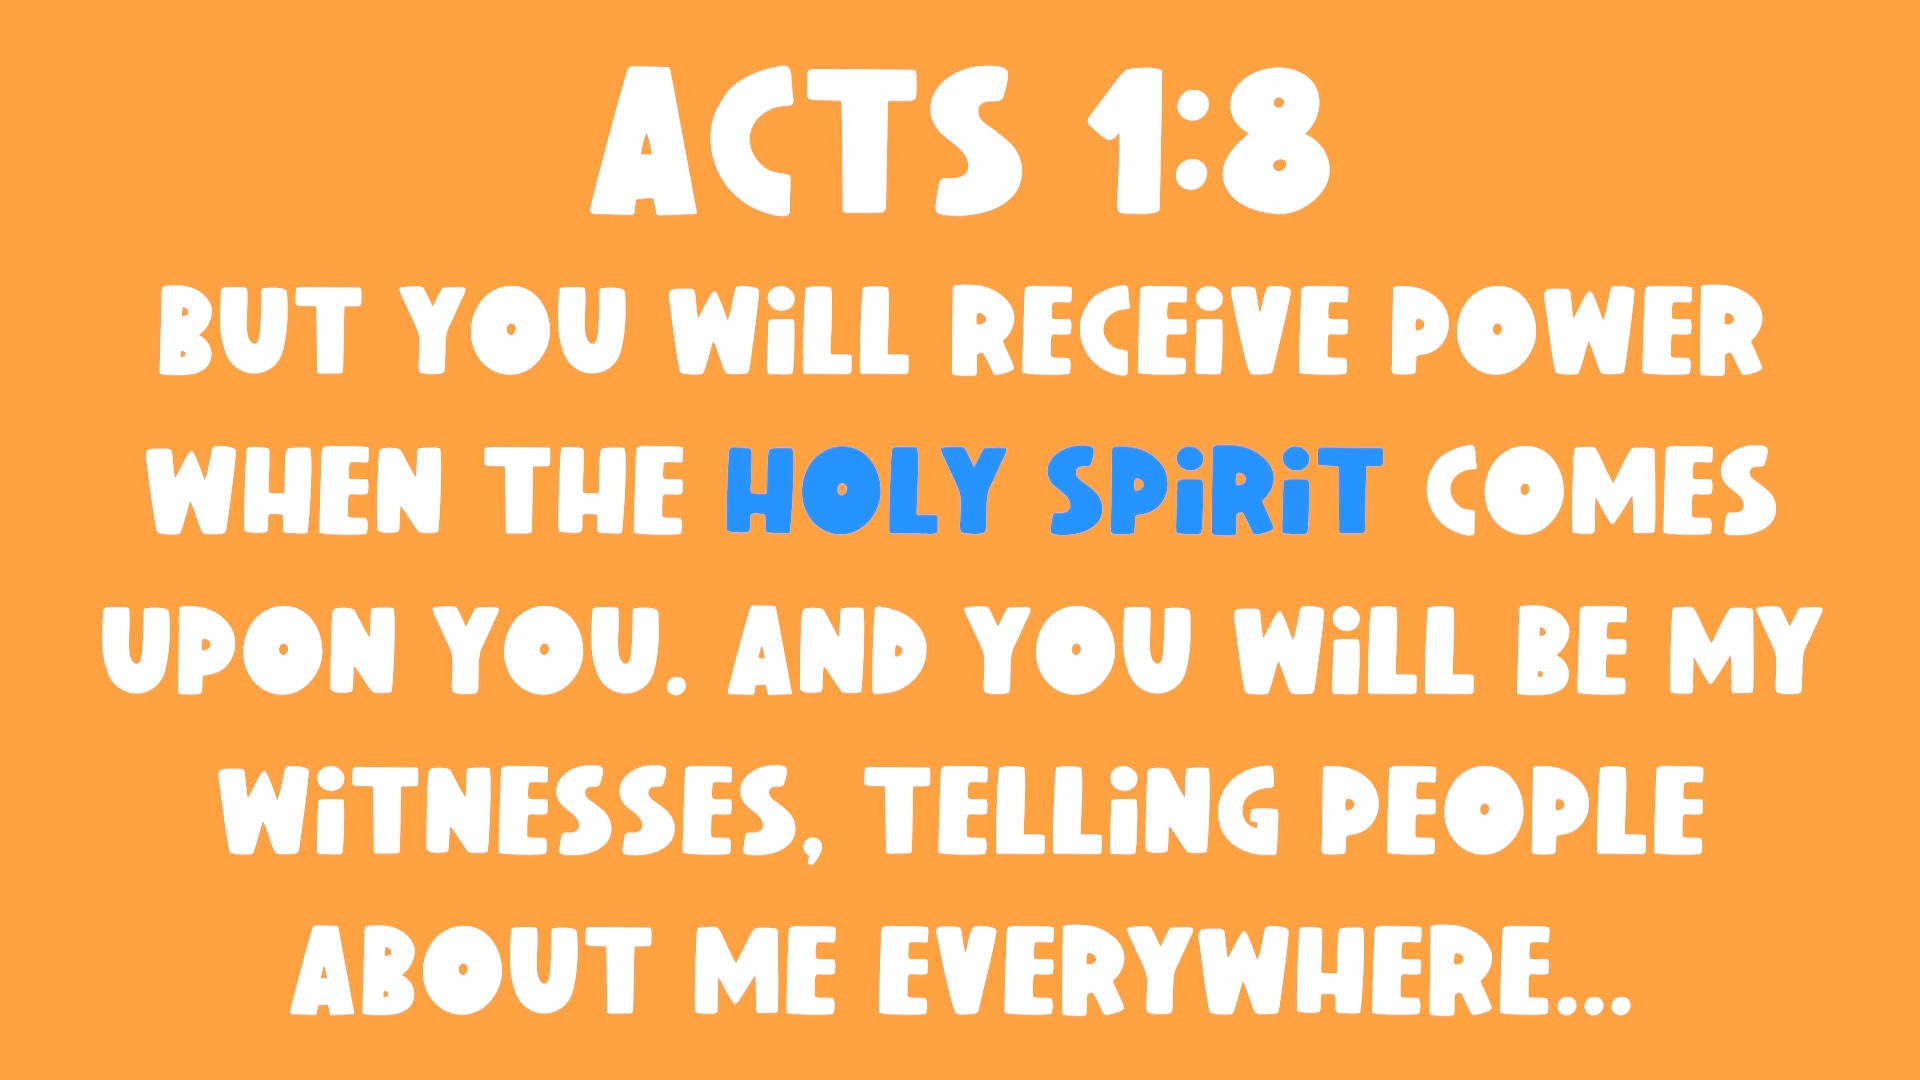 ACTS 1:8
BUT YOU WiLL RECEiVE POWER
WHEN THE HOLY SPiRiT COMES
UPON YOU. AND YOU WiLL BE MY
WiTNESSES, TELLiNG PEOPLE
ABOUT ME EVERYWHERE...